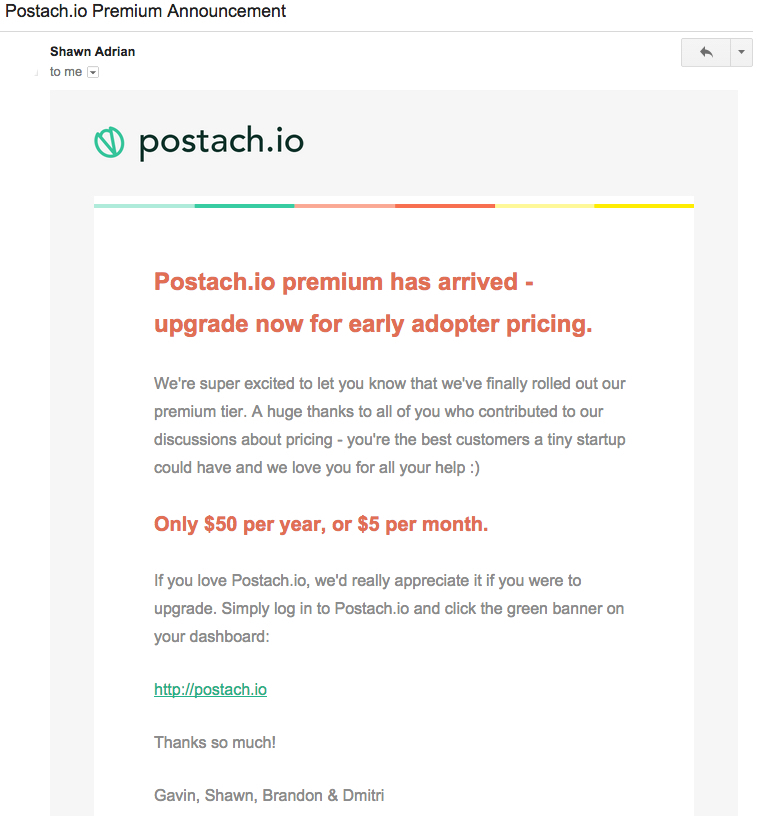 Postach.io Premium Announcement
Shawn Adrian
to me
postach.io
Postach.io premium has arrived -
upgrade now for early adopter pricing.
We're super excited to let you know that we've finally rolled out our
premium tier. A huge thanks to all of you who contributed to our
discussions about pricing - you're the best customers a tiny startup
could have and we love you for all your help :)
Only $50 per year, or $5 per month.
If you love Postach.io, we'd really appreciate it if you were to
upgrade. Simply log in to Postach.io and click the green banner on
your dashboard:
http://postach.io
Thanks so much!
Gavin, Shawn, Brandon & Dmitri